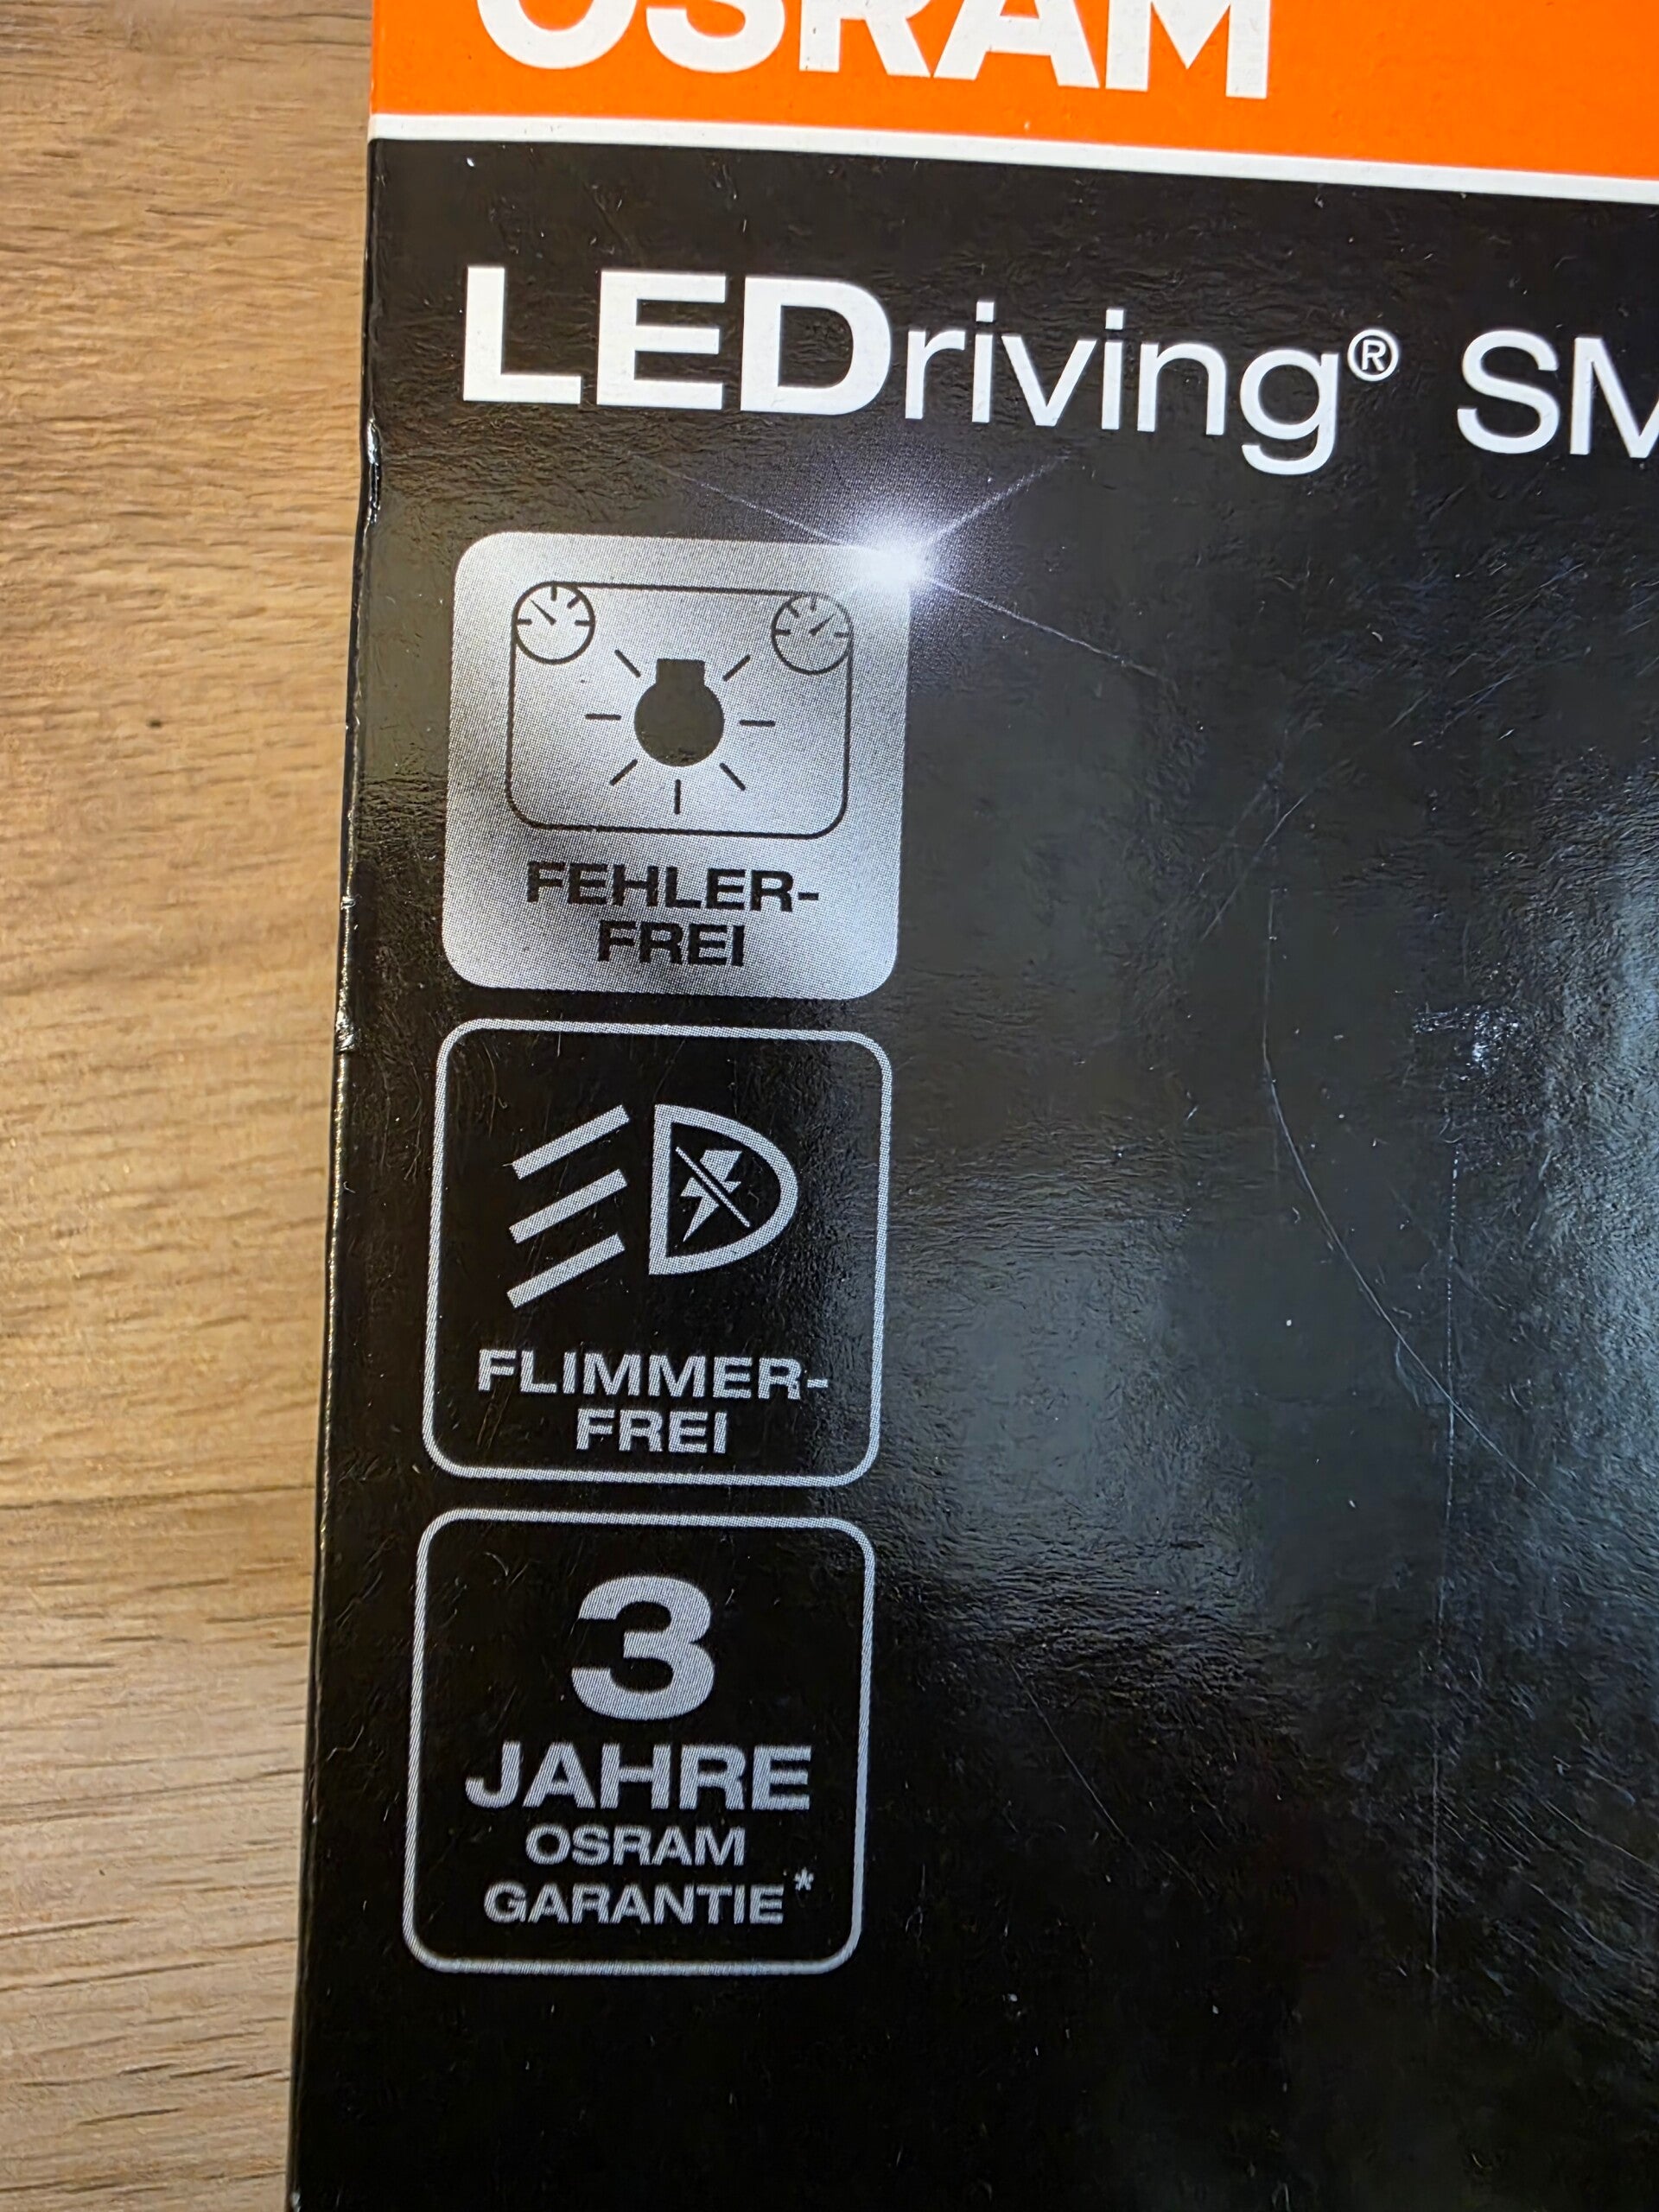 OSRAM
LEDriving® SM
FEHLER-
FREI
FLIMMER-
FREI
3
JAHRE
OSRAM
GARANTIE*